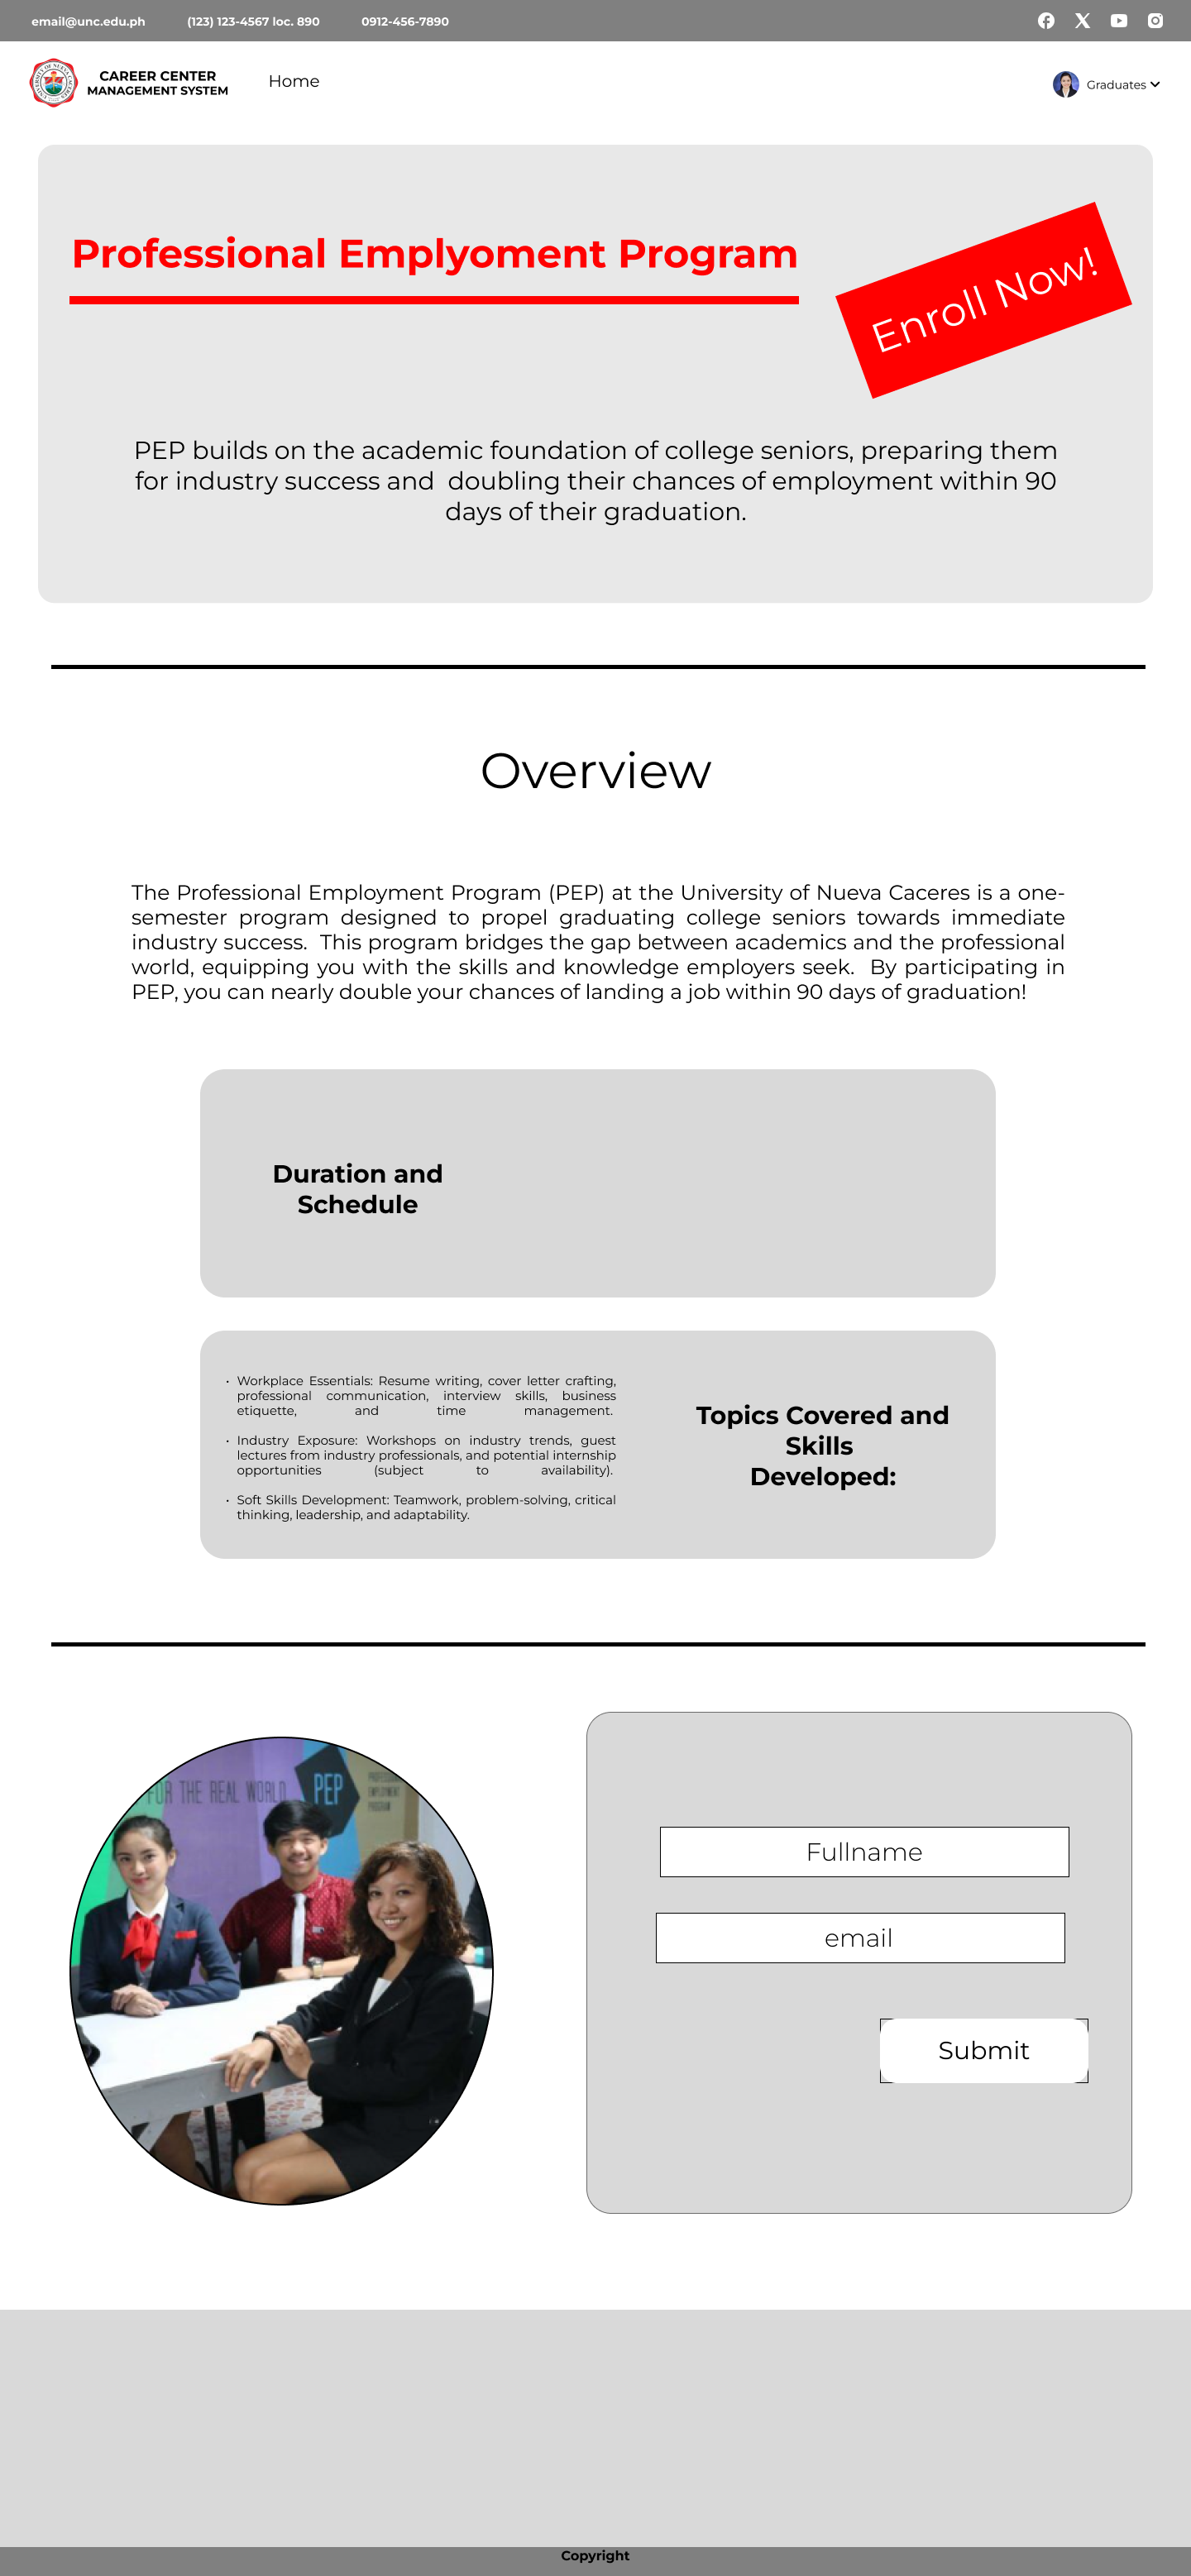 email@unc.edu.ph (123) 123-4567 loc. 890 0912-456-7890
CAREER CENTER
MANAGEMENT SYSTEM
Home
Graduates
Professional Emplyoment Program
Enroll Now!
PEP builds on the academic foundation of college seniors, preparing them
for industry success and  doubling their chances of employment within 90
days of their graduation.
Overview
The Professional Employment Program (PEP) at the University of Nueva Caceres is a one-
semester program designed to propel graduating college seniors towards immediate
industry success.  This program bridges the gap between academics and the professional
world, equipping you with the skills and knowledge employers seek.  By participating in
PEP, you can nearly double your chances of landing a job within 90 days of graduation!
Duration and
Schedule
• Workplace Essentials: Resume writing, cover letter crafting,
professional communication, interview skills, business
etiquette, and time management.
• Industry Exposure: Workshops on industry trends, guest
lectures from industry professionals, and potential internship
opportunities (subject to availability).
• Soft Skills Development: Teamwork, problem-solving, critical
thinking, leadership, and adaptability.
Topics Covered and
Skills
Developed:
FOR THE REAL WORLD
PEP
PROFESSIONAL
EMPLOYMENT
PROGRAM
Fullname
email
Submit
Copyright